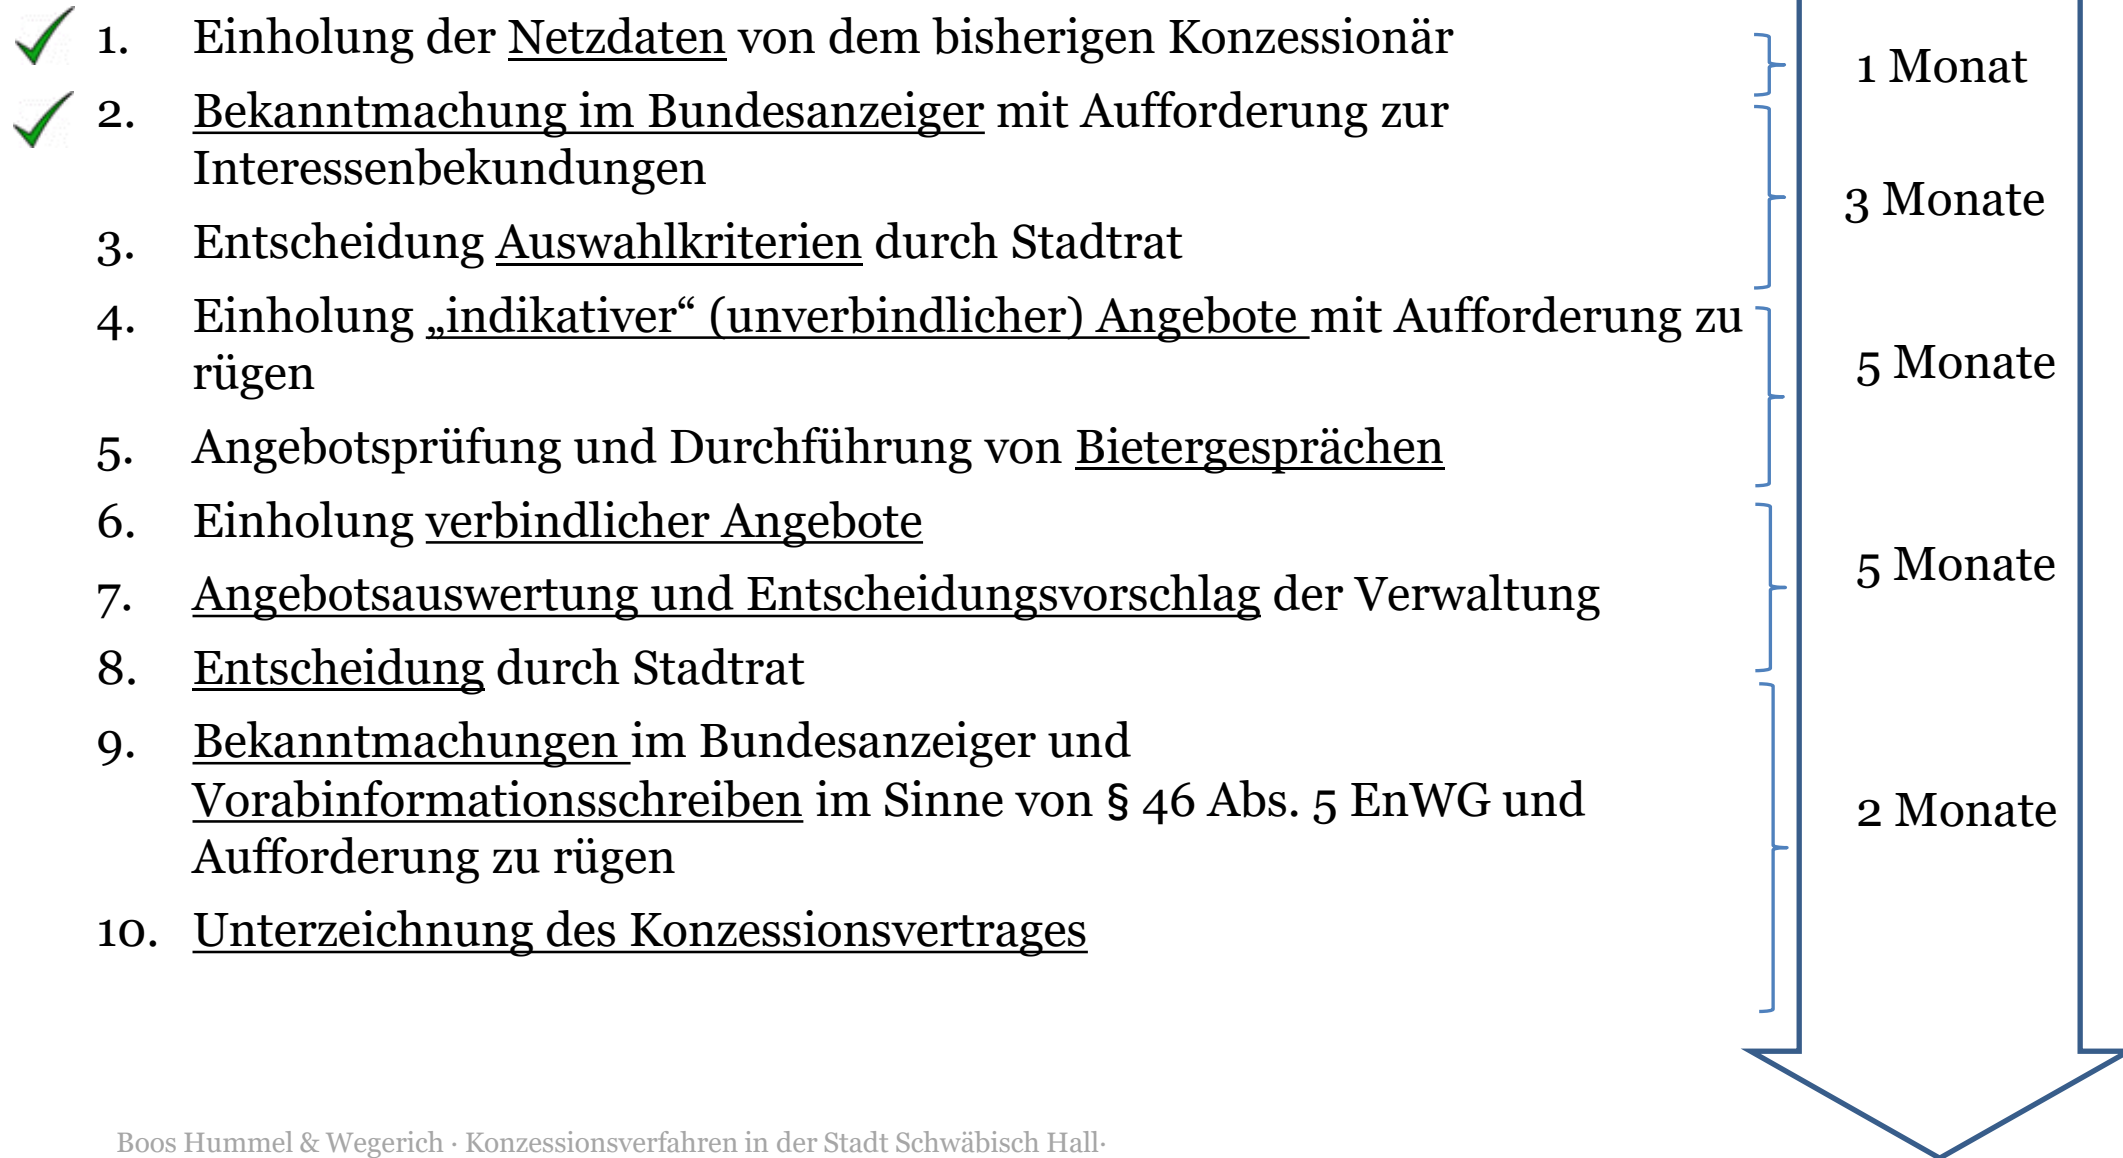 1. Einholung der Netzdaten von dem bisherigen Konzessionär
1 Monat
2. Bekanntmachung im Bundesanzeiger mit Aufforderung zur
Interessenbekundungen
3 Monate
3. Entscheidung Auswahlkriterien durch Stadtrat
4. Einholung „indikativer“ (unverbindlicher) Angebote mit Aufforderung zu
rügen
5 Monate
5. Angebotsprüfung und Durchführung von Bietergesprächen
6. Einholung verbindlicher Angebote
5 Monate
7. Angebotsauswertung und Entscheidungsvorschlag der Verwaltung
8. Entscheidung durch Stadtrat
9. Bekanntmachungen im Bundesanzeiger und
Vorabinformationsschreiben im Sinne von § 46 Abs. 5 EnWG und
Aufforderung zu rügen
2 Monate
10. Unterzeichnung des Konzessionsvertrages
Boos Hummel & Wegerich · Konzessionsverfahren in der Stadt Schwäbisch Hall·